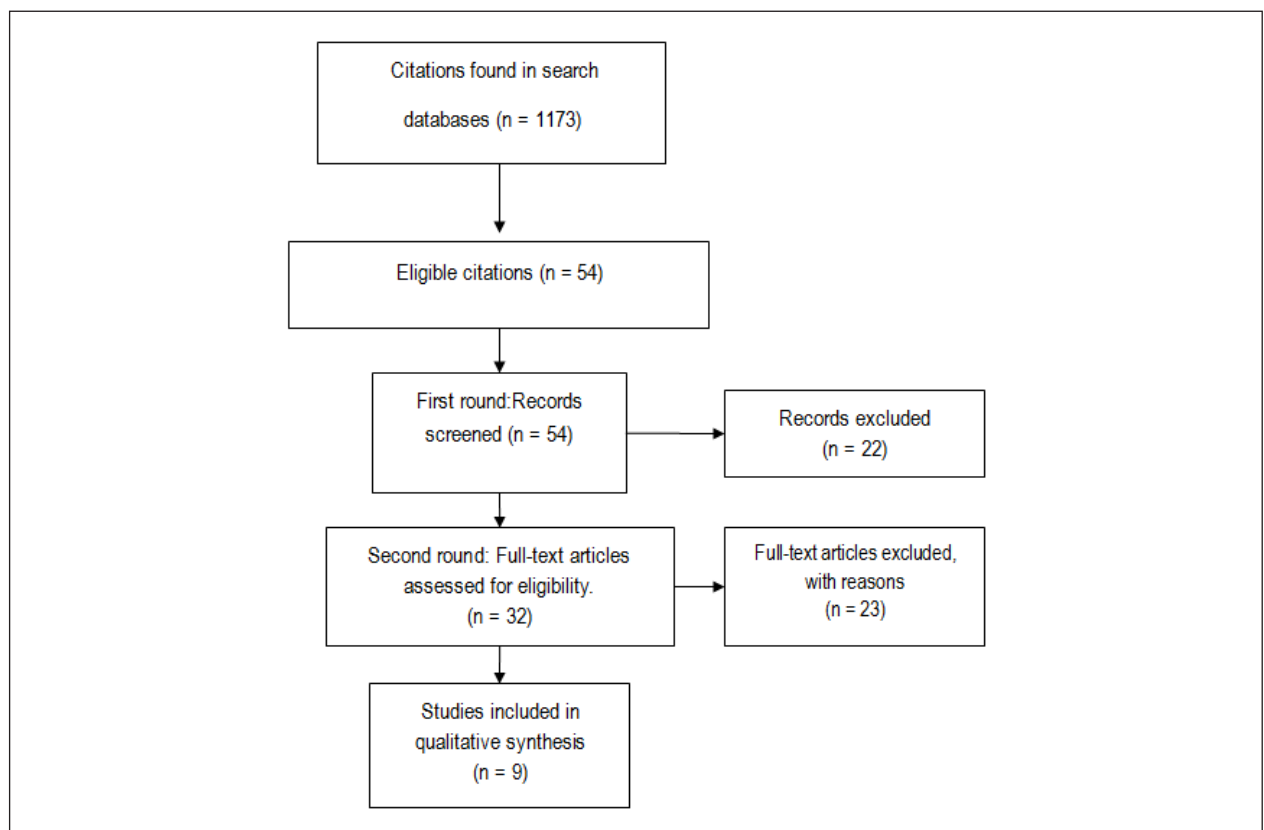 Citations found in search
databases (n = 1173)
Eligible citations (n = 54)
First round:Records
screened (n = 54)
Records excluded
(n = 22)
Second round: Full-text articles
assessed for eligibility.
(n = 32)
Full-text articles excluded,
with reasons
(n = 23)
Studies included in
qualitative synthesis
(n = 9)